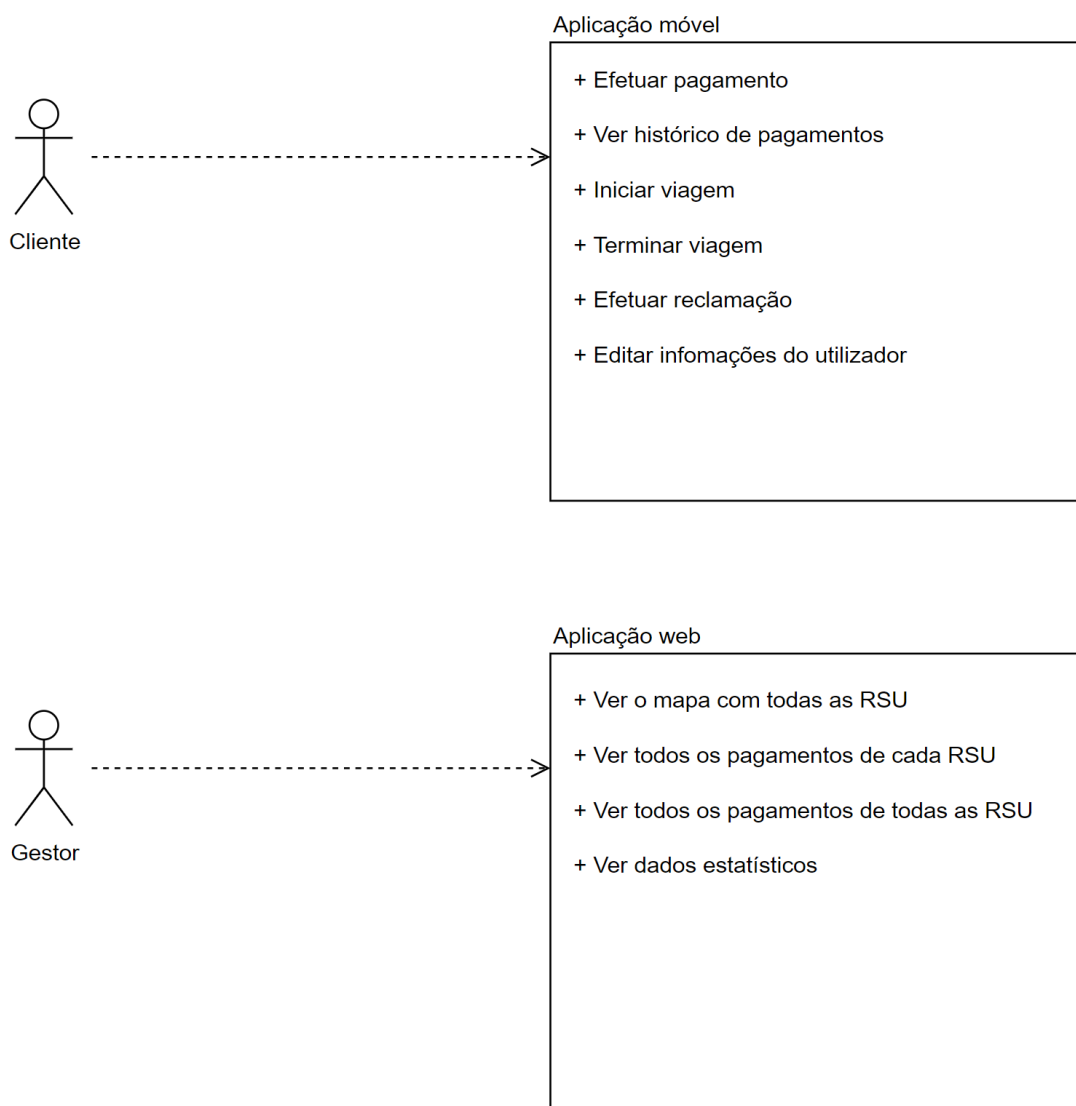 Aplicação móvel
+ Efetuar pagamento
+ Ver histórico de pagamentos
+ Iniciar viagem
+ Terminar viagem
+ Efetuar reclamação
+ Editar infomações do utilizador
Cliente
Aplicação web
+ Ver o mapa com todas as RSU
+ Ver todos os pagamentos de cada RSU
+ Ver todos os pagamentos de todas as RSU
+ Ver dados estatísticos
Gestor